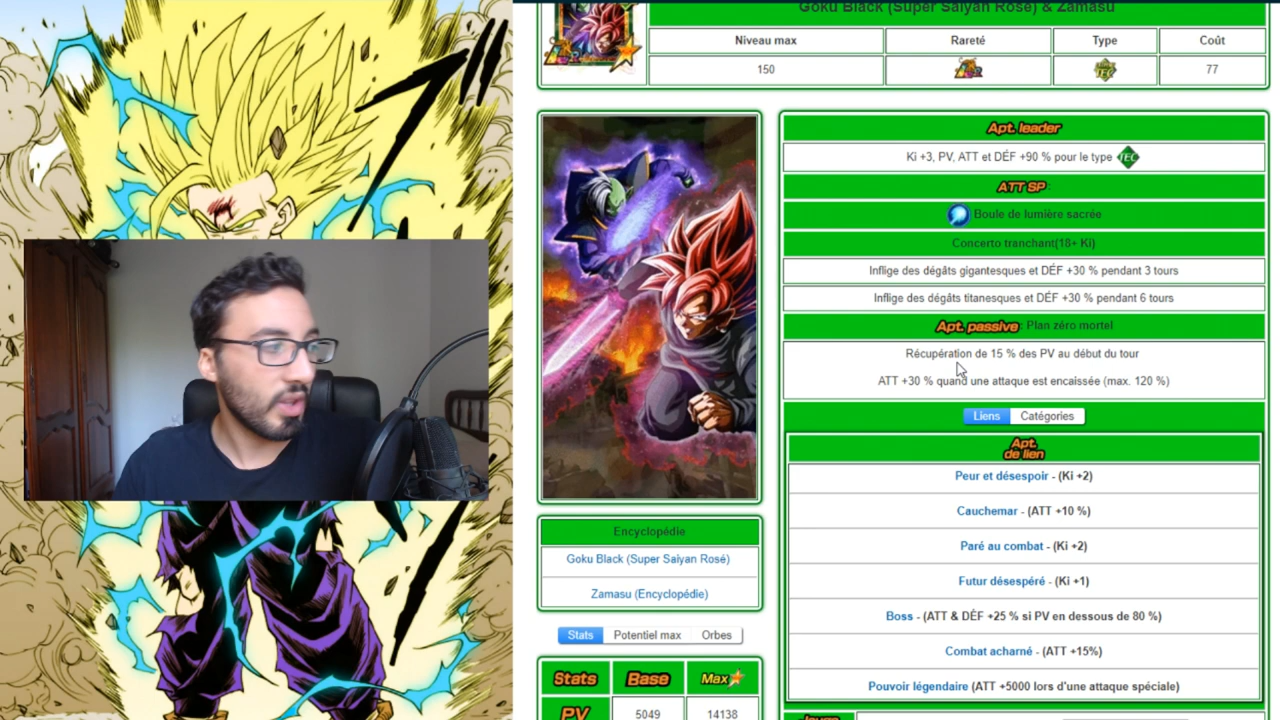 Goku Black (Super Saiyan Rosé) & Zamasu
Niveau max Rareté Type Coût
150 TEC 77
Apt. leader
Ki +3, PV, ATT et DÉF +90 % pour le type TEC
ATT SP
Boule de lumière sacrée
Concerto tranchant(18+ Ki)
Inflige des dégâts gigantesques et DÉF +30 % pendant 3 tours
Inflige des dégâts titanesques et DÉF +30 % pendant 6 tours
Apt. passive : Plan zéro mortel
Récupération de 15 % des PV au début du tour
ATT +30 % quand une attaque est encaissée (max. 120 %)
Liens Catégories
Apt.
de lien
Peur et désespoir - (Ki +2)
Cauchemar - (ATT +10 %)
Paré au combat - (Ki +2)
Futur désespéré - (Ki +1)
Boss - (ATT & DÉF +25 % si PV en dessous de 80 %)
Combat acharné - (ATT +15%)
Pouvoir légendaire (ATT +5000 lors d'une attaque spéciale)
Encyclopédie
Goku Black (Super Saiyan Rosé)
Zamasu (Encyclopédie)
Stats Potentiel max Orbes
Stats Base Max
PV 5049 14138